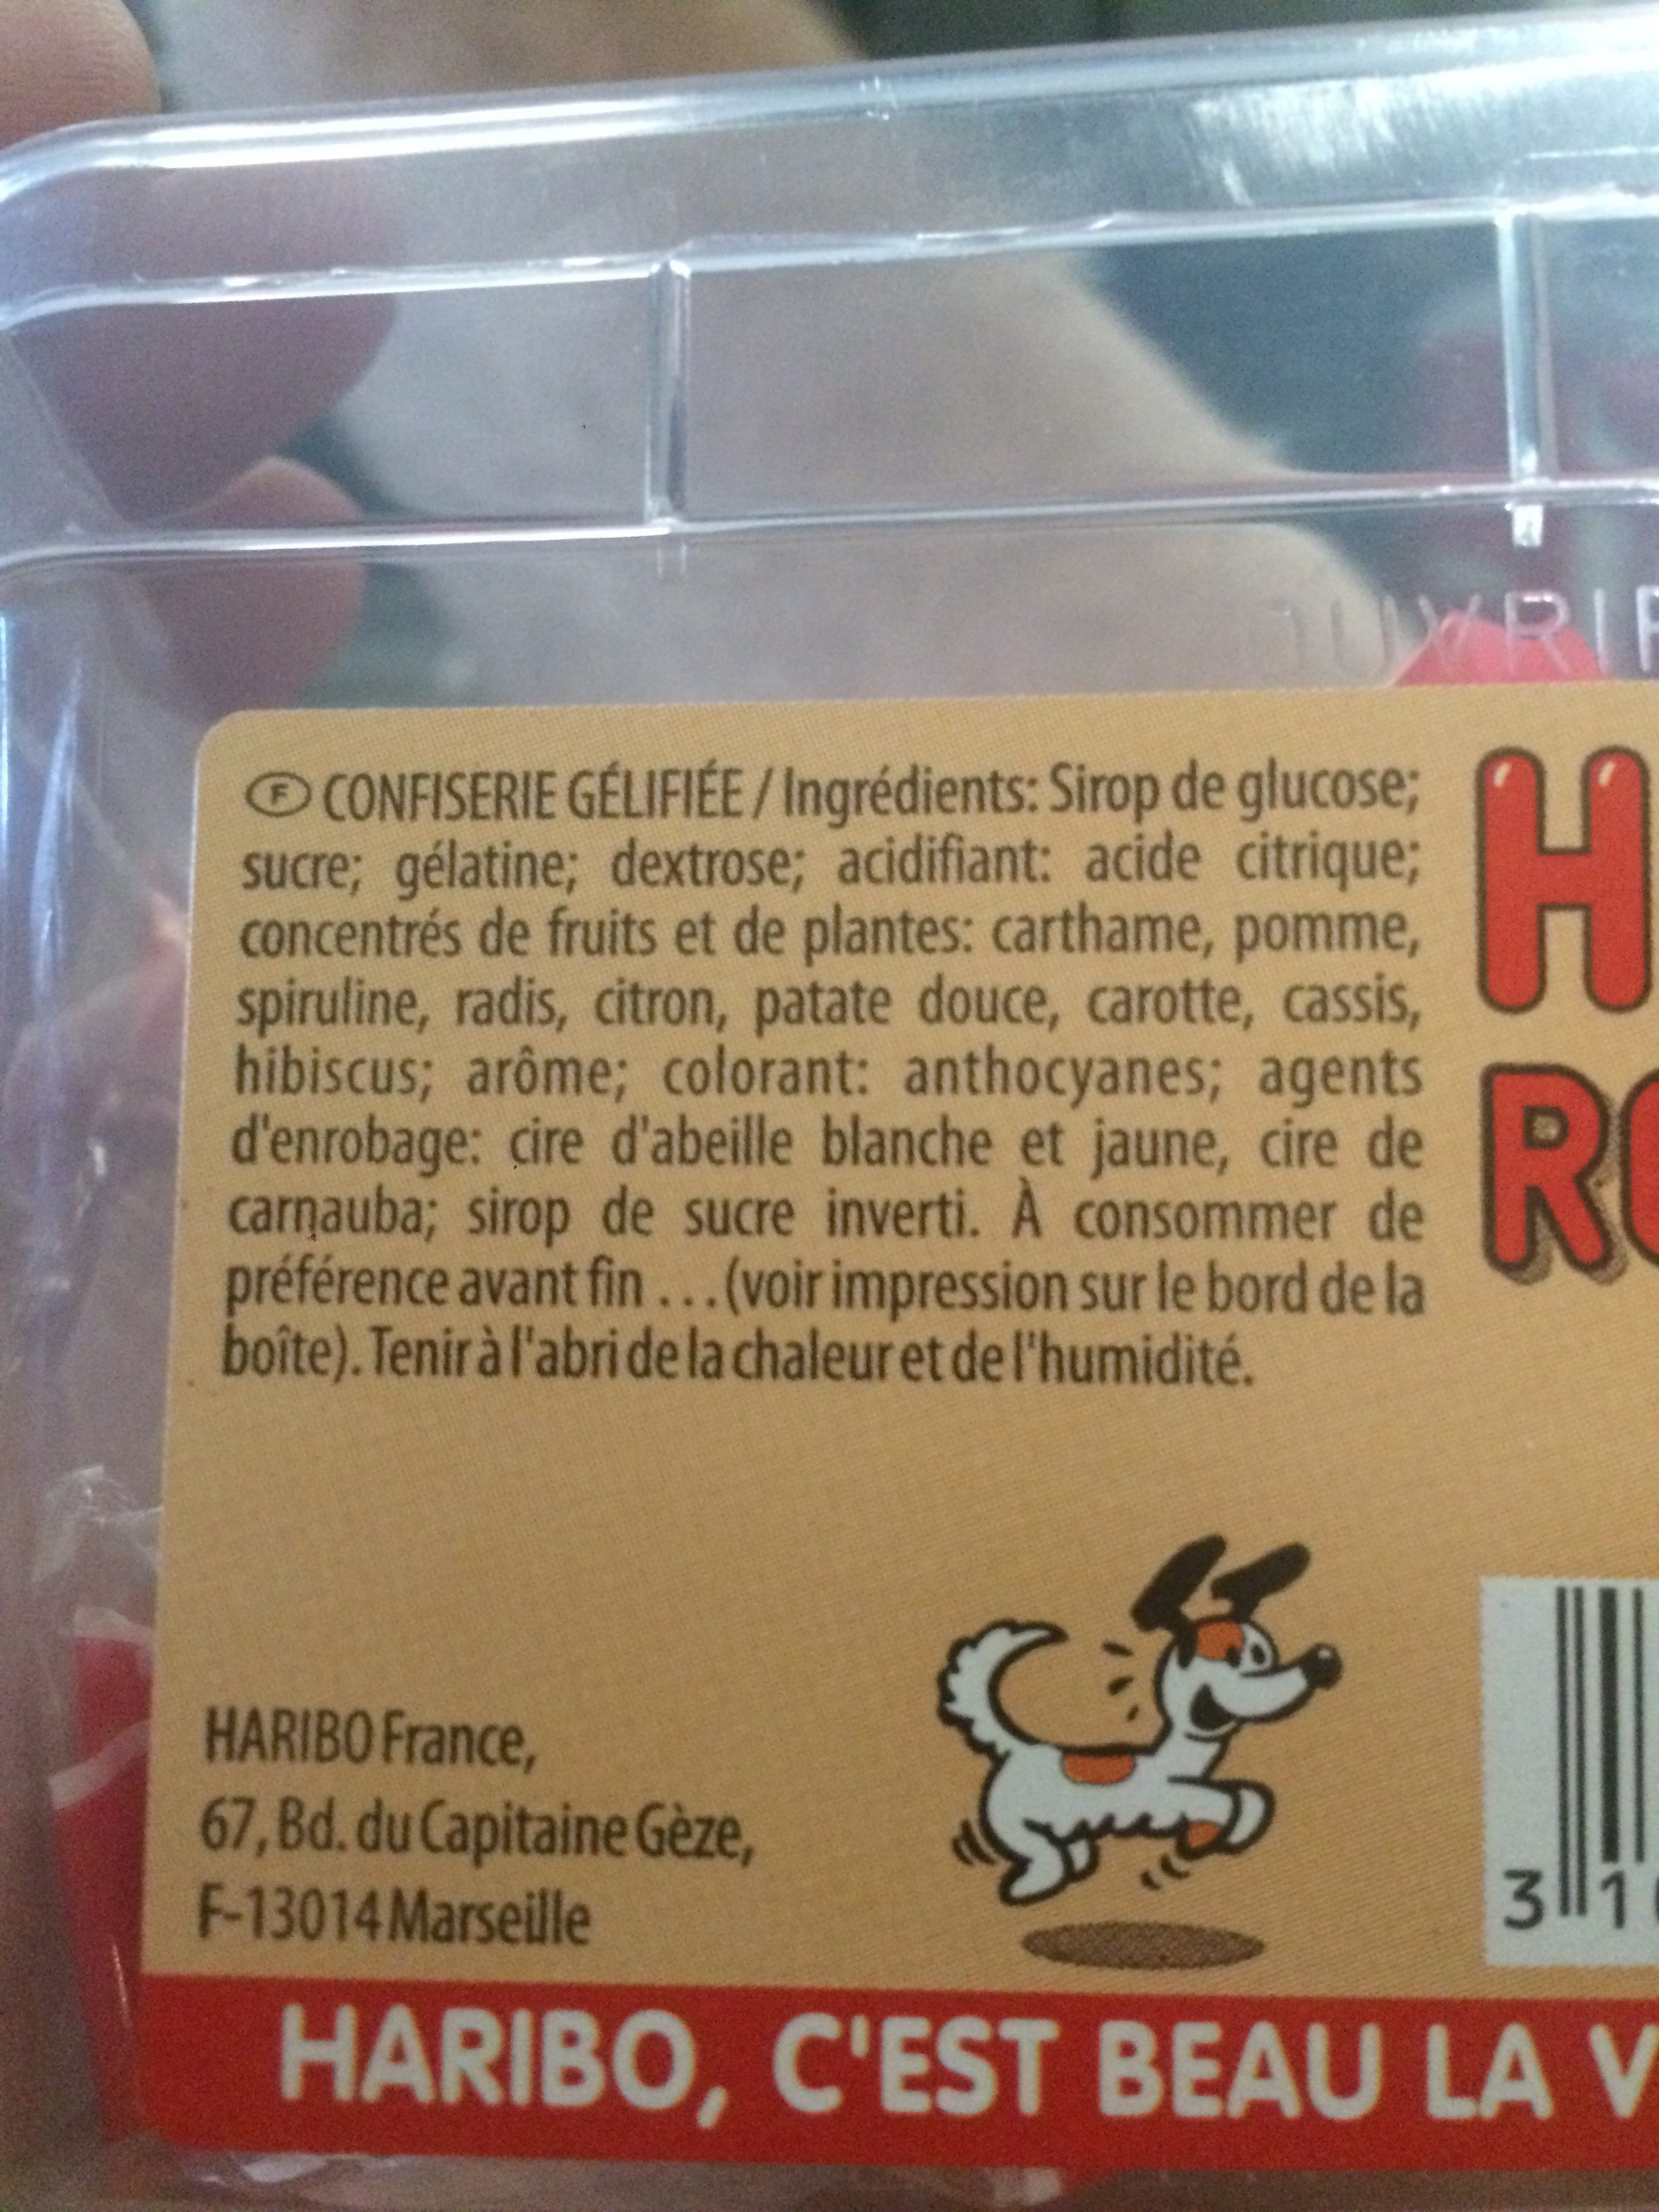 OUVRIR
Ⓕ CONFISERIE GÉLIFIÉE / Ingrédients: Sirop de glucose;
sucre; gélatine; dextrose; acidifiant: acide citrique;
concentrés de fruits et de plantes: carthame, pomme,
spiruline, radis, citron, patate douce, carotte, cassis,
hibiscus; arôme; colorant: anthocyanes; agents
d'enrobage: cire d'abeille blanche et jaune, cire de
carnauba; sirop de sucre inverti. À consommer de
préférence avant fin ...(voir impression sur le bord de la
boîte). Tenir à l'abri de la chaleur et de l'humidité.
H
R
HARIBO France,
67, Bd. du Capitaine Gèze,
F-13014 Marseille
3 1
HARIBO, C'EST BEAU LA V